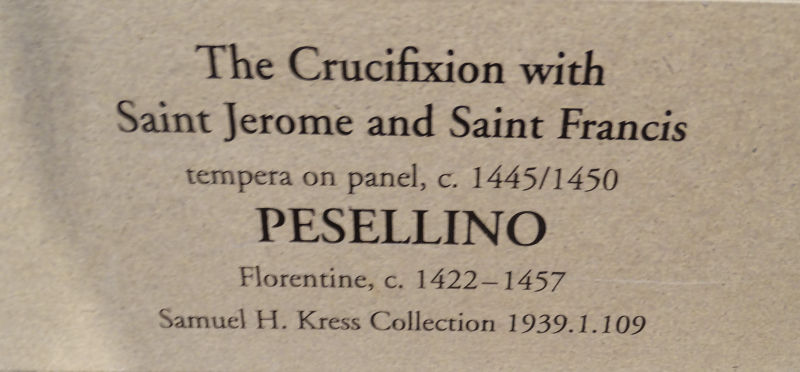 The Crucifixion with
Saint Jerome and Saint Francis
tempera on panel, c. 1445/1450
PESELLINO
Florentine, c. 1422–1457
Samuel H. Kress Collection 1939.1.109